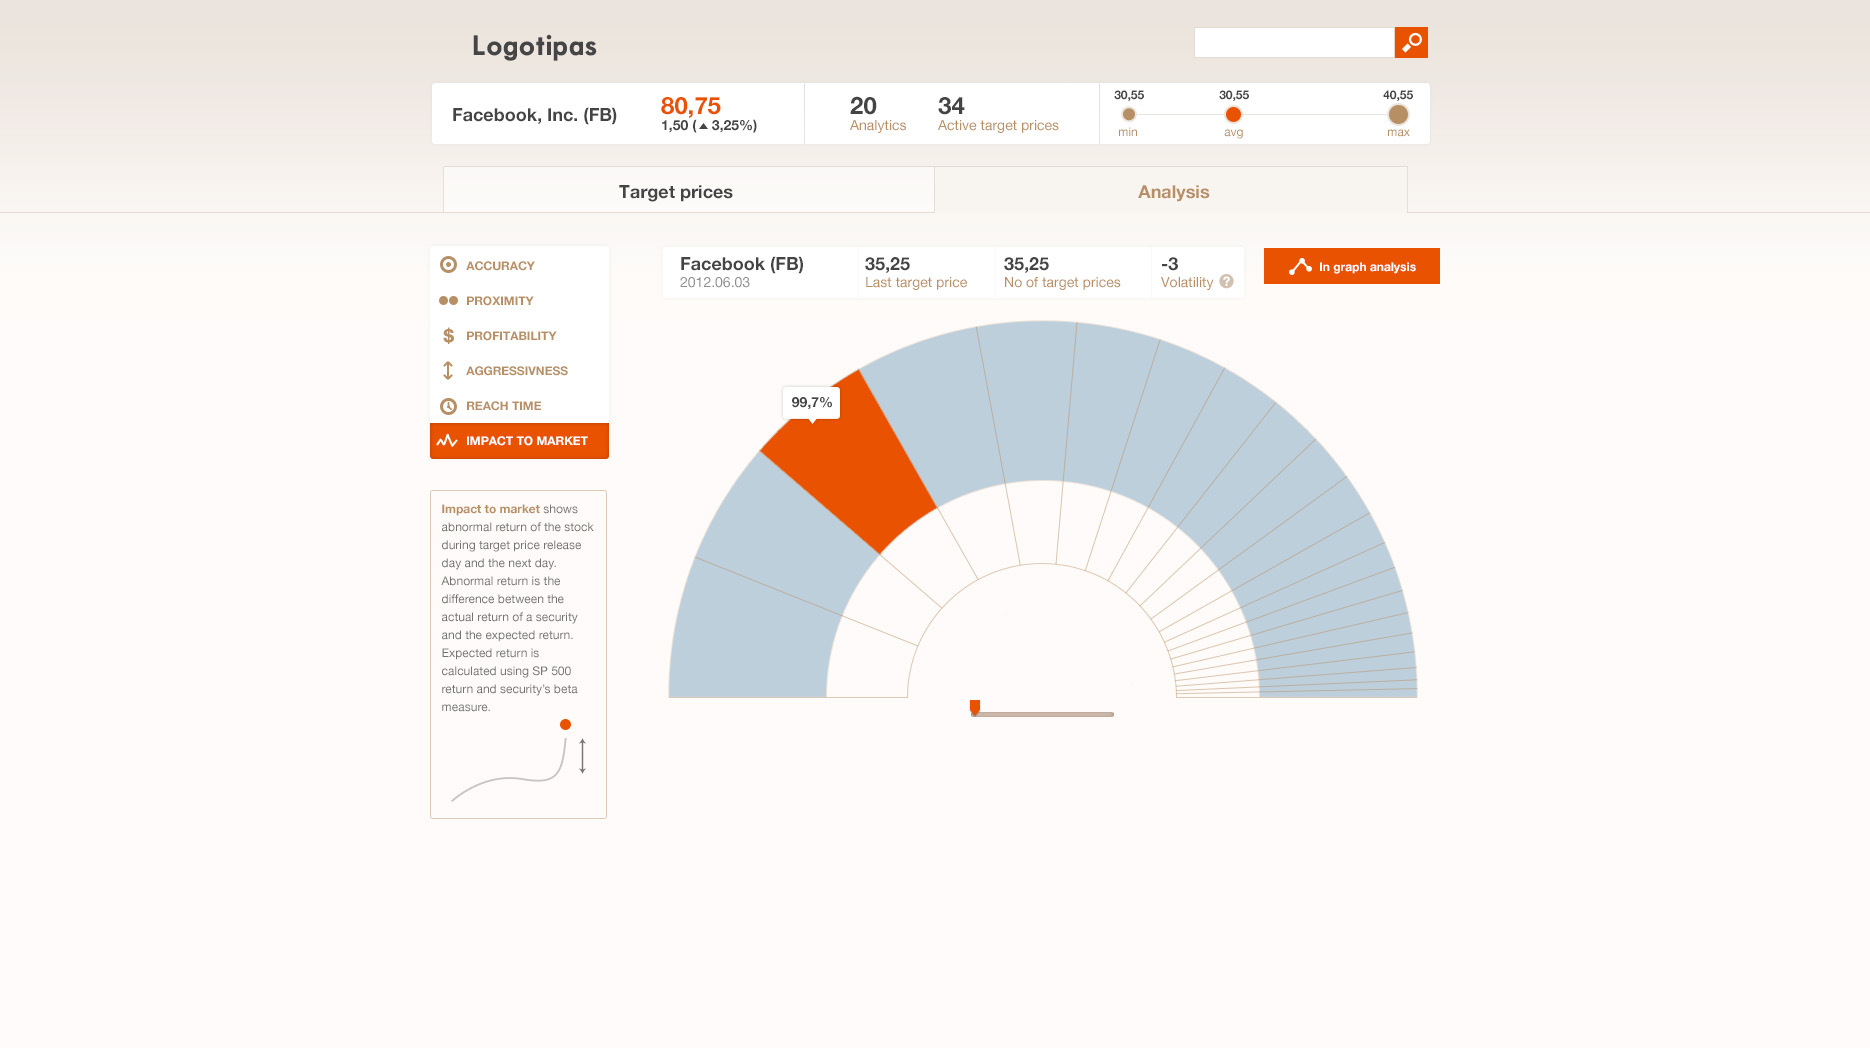 Logotipas
Facebook, Inc. (FB)
80,75
1,50 (▲ 3,25%)
20
Analytics
34
Active target prices
30,55
min
30,55
avg
40,55
max
Target prices
Analysis
ACCURACY
PROXIMITY
$ PROFITABILITY
AGGRESSIVNESS
REACH TIME
IMPACT TO MARKET
Facebook (FB)
2012.06.03
35,25
Last target price
35,25
No of target prices
-3
Volatility ?
In graph analysis
99,7%
Impact to market shows
abnormal return of the stock
during target price release
day and the next day.
Abnormal return is the
difference between the
actual return of a security
and the expected return.
Expected return is
calculated using SP 500
return and security's beta
measure.